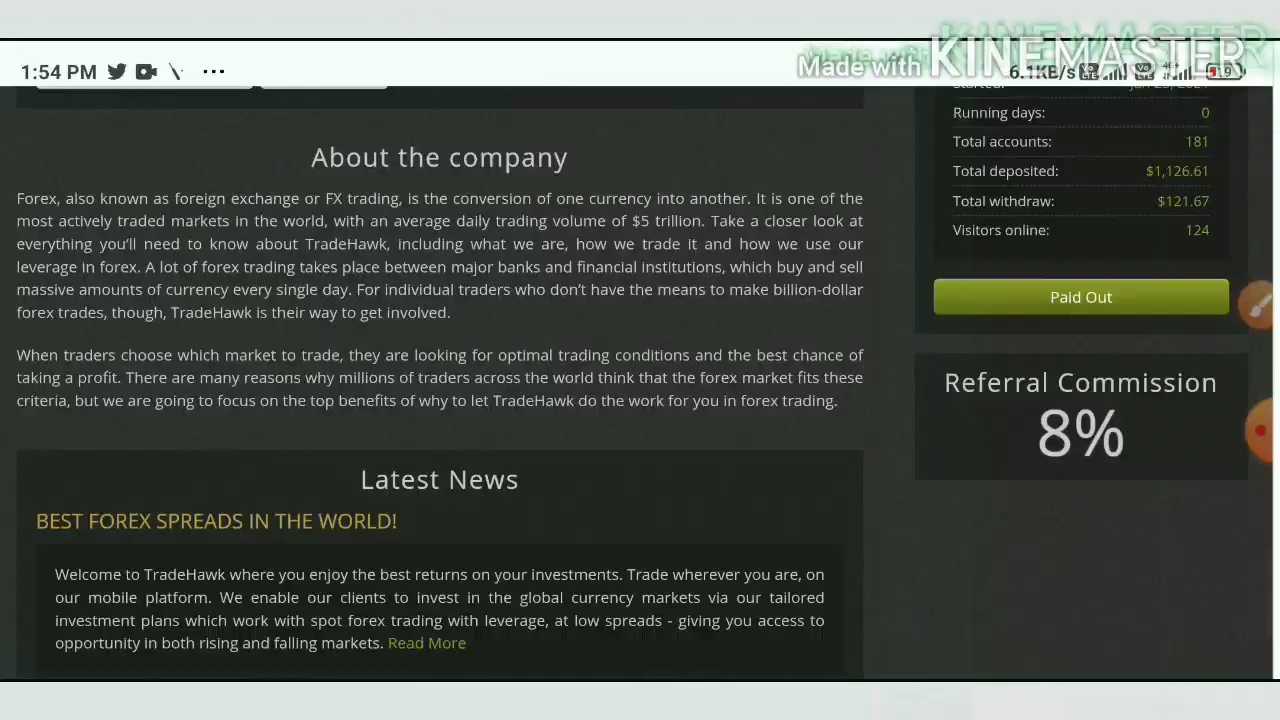 Made with KINEMASTER
1:54 PM
6.1KB/s
19
Started:
Running days: 0
Total accounts: 181
Total deposited: $1,126.61
Total withdraw: $121.67
Visitors online: 124
Paid Out
Referral Commission
8%
About the company
Forex, also known as foreign exchange or FX trading, is the conversion of one currency into another. It is one of the
most actively traded markets in the world, with an average daily trading volume of $5 trillion. Take a closer look at
everything you’ll need to know about TradeHawk, including what we are, how we trade it and how we use our
leverage in forex. A lot of forex trading takes place between major banks and financial institutions, which buy and sell
massive amounts of currency every single day. For individual traders who don’t have the means to make billion-dollar
forex trades, though, TradeHawk is their way to get involved.
When traders choose which market to trade, they are looking for optimal trading conditions and the best chance of
taking a profit. There are many reasons why millions of traders across the world think that the forex market fits these
criteria, but we are going to focus on the top benefits of why to let TradeHawk do the work for you in forex trading.
Latest News
BEST FOREX SPREADS IN THE WORLD!
Welcome to TradeHawk where you enjoy the best returns on your investments. Trade wherever you are, on
our mobile platform. We enable our clients to invest in the global currency markets via our tailored
investment plans which work with spot forex trading with leverage, at low spreads - giving you access to
opportunity in both rising and falling markets. Read More